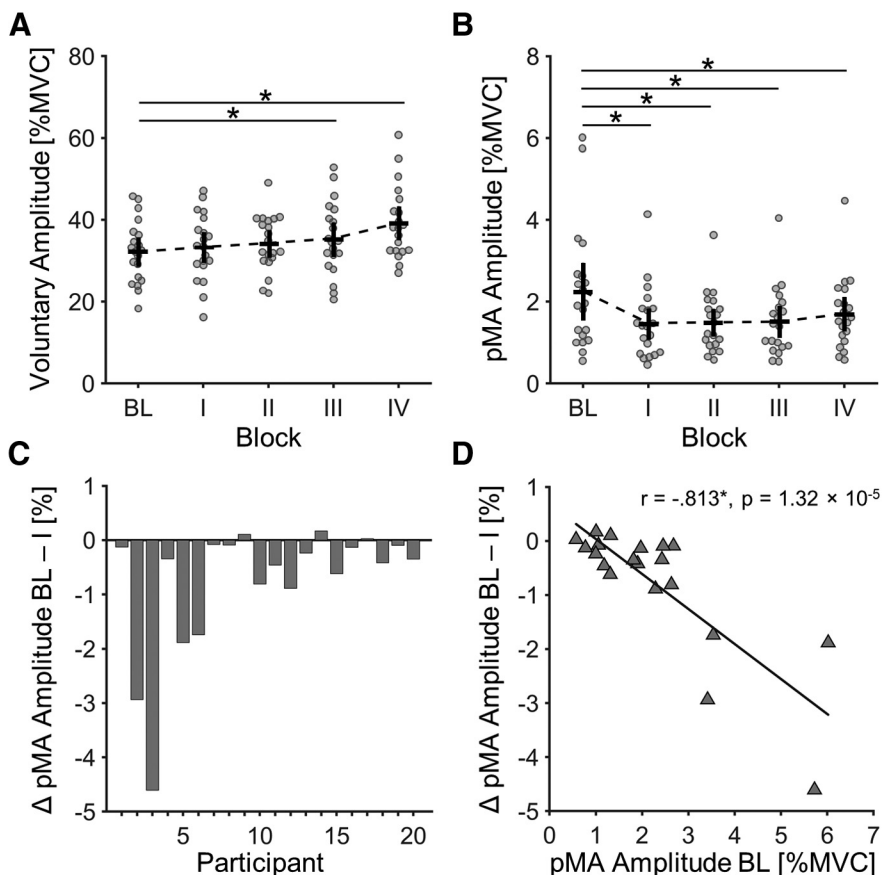 A
B
Voluntary Amplitude [%MVC]
80
60
40
20
0
* 
*
BL I II III IV
Block
pMA Amplitude [%MVC]
8
6
4
2
0
*
*
*
*
BL I II III IV
Block
C
D
Δ pMA Amplitude BL – I [%]
1
0
-1
-2
-3
-4
-5
5 10 15 20
Participant
Δ pMA Amplitude BL – I [%]
1
0
-1
-2
-3
-4
-5
r = -.813*, p = 1.32 × 10⁻⁵
0 1 2 3 4 5 6 7
pMA Amplitude BL [%MVC]